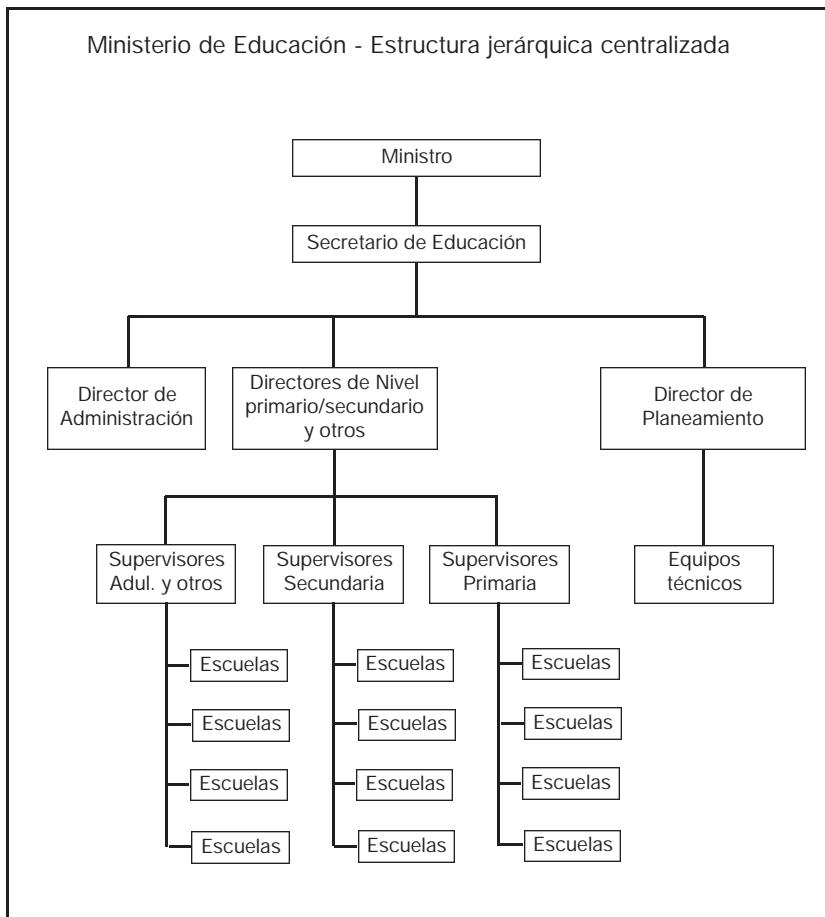 Ministerio de Educación - Estructura jerárquica centralizada
Ministro
Secretario de Educación
Director de
Administración
Directores de Nivel
primario/secundario
y otros
Director de
Planeamiento
Supervisores
Adul. y otros
Supervisores
Secundaria
Supervisores
Primaria
Equipos
técnicos
Escuelas
Escuelas
Escuelas
Escuelas
Escuelas
Escuelas
Escuelas
Escuelas
Escuelas
Escuelas
Escuelas
Escuelas